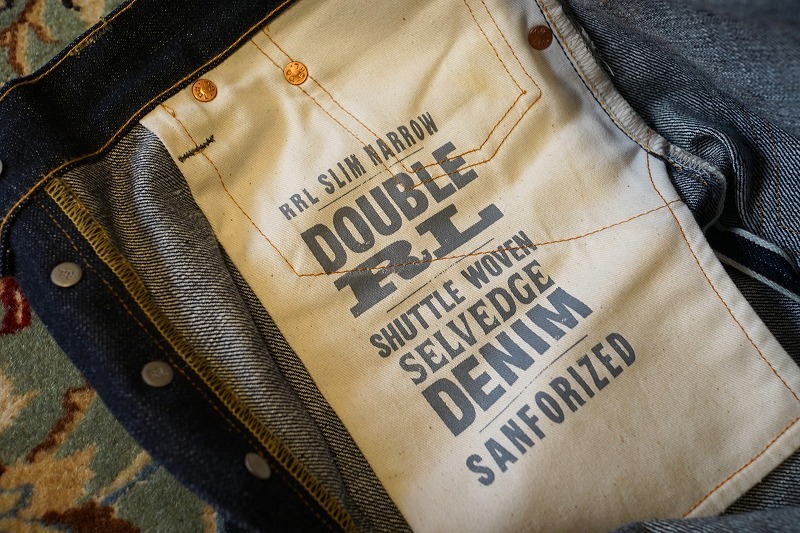 RRL SLIM NARROW
DOUBLE
RL
SHUTTLE WOVEN
SELVEDGE
DENIM
SANFORIZED